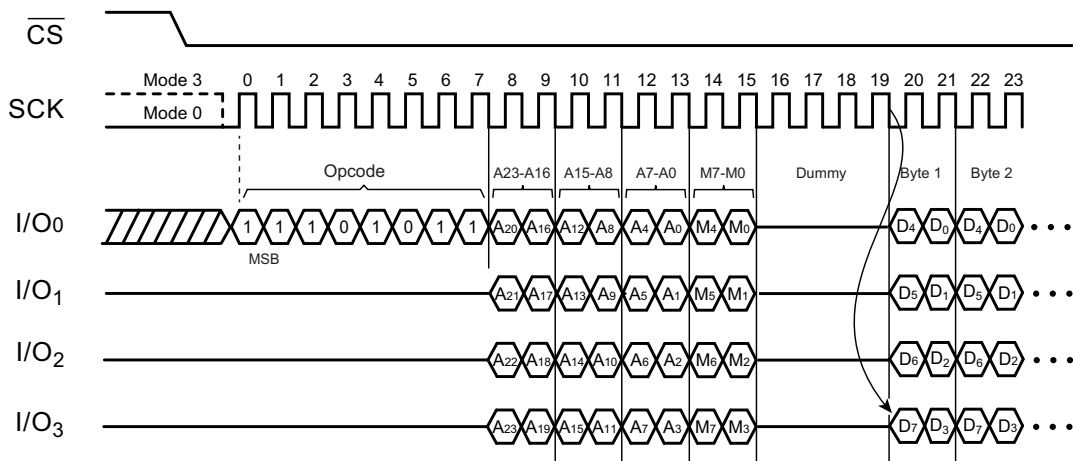 CS
Mode 3 0 1 2 3 4 5 6 7 8 9 10 11 12 13 14 15 16 17 18 19 20 21 22 23
SCK Mode 0
Opcode A23-A16 A15-A8 A7-A0 M7-M0 Dummy Byte 1 Byte 2
I/O0 1 1 1 0 1 0 1 1 A20 A16 A12 A8 A4 A0 M4 M0 D4 D0 D4 D0
MSB
I/O1 A21 A17 A13 A9 A5 A1 M5 M1 D5 D1 D5 D1
I/O2 A22 A18 A14 A10 A6 A2 M6 M2 D6 D2 D6 D2
I/O3 A23 A19 A15 A11 A7 A3 M7 M3 D7 D3 D7 D3